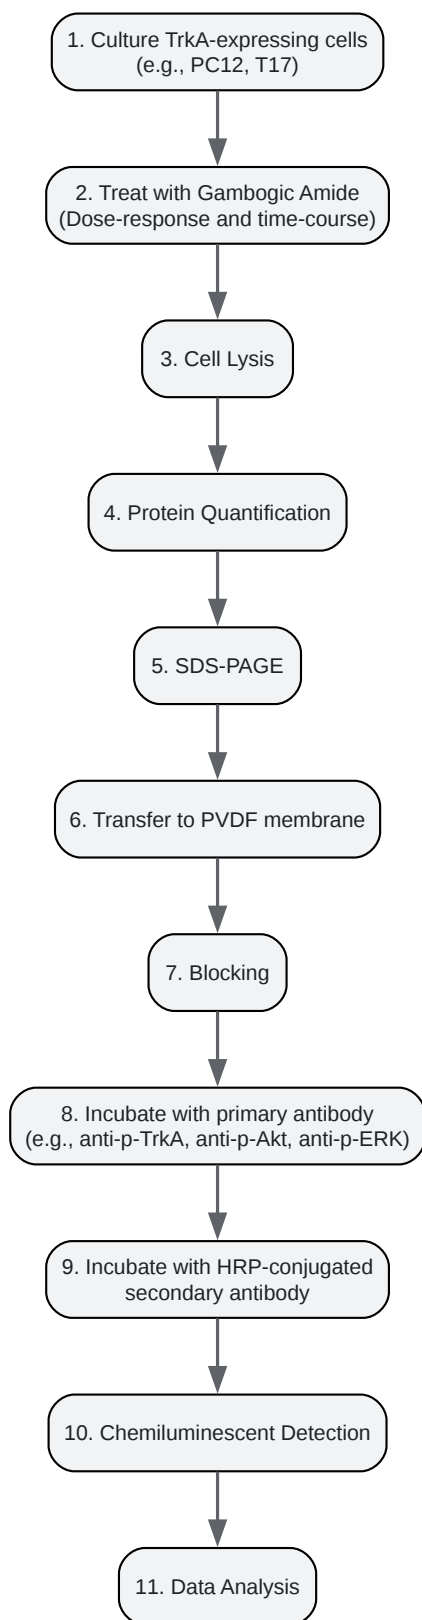 1. Culture TrkA-expressing cells
(e.g., PC12, T17)
2. Treat with Gambogic Amide
(Dose-response and time-course)
3. Cell Lysis
4. Protein Quantification
5. SDS-PAGE
6. Transfer to PVDF membrane
7. Blocking
8. Incubate with primary antibody
(e.g., anti-p-TrkA, anti-p-Akt, anti-p-ERK)
9. Incubate with HRP-conjugated
secondary antibody
10. Chemiluminescent Detection
11. Data Analysis